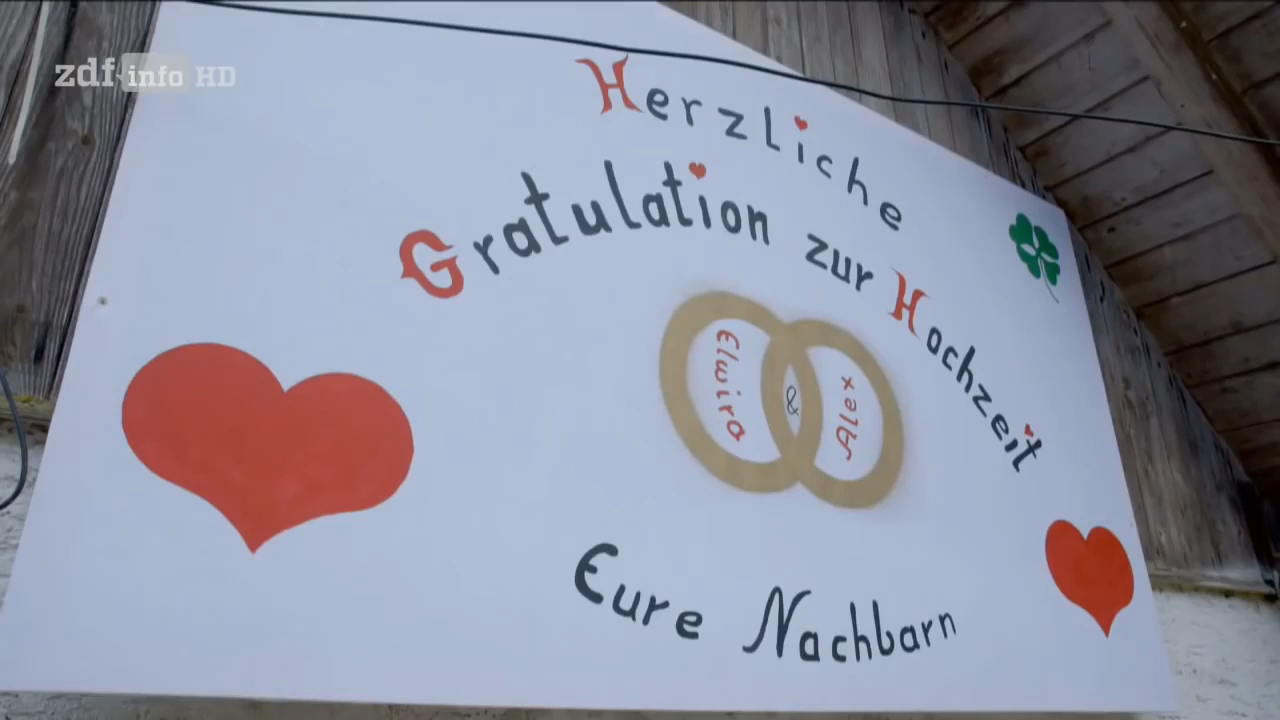 zdf info HD
Herzliche
Gratulation zur Hochzeit
Elwira
&
Alex
Eure Nachbarn